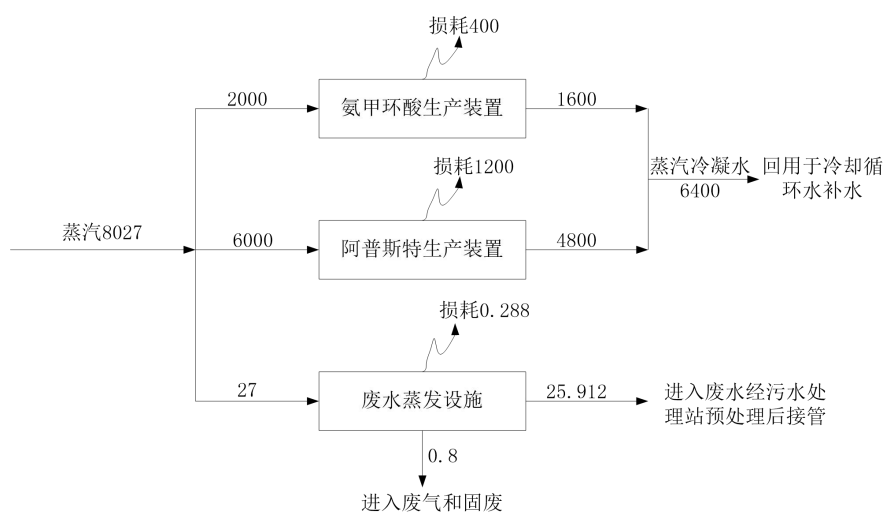 损耗400
2000
氨甲环酸生产装置
1600
损耗1200
蒸汽冷凝水
6400
回用于冷却循
环水补水
蒸汽8027
6000
阿普斯特生产装置
4800
损耗0.288
27
废水蒸发设施
25.912
进入废水经污水处
理站预处理后接管
0.8
进入废气和固废